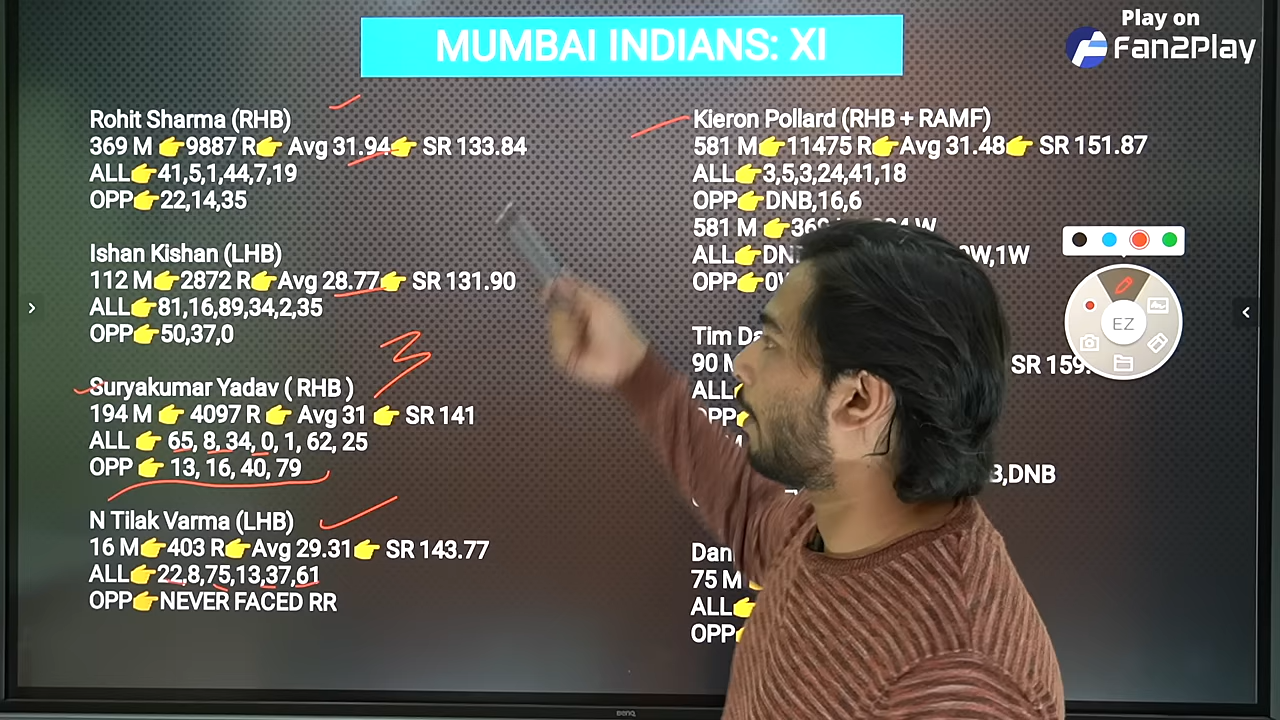 MUMBAI INDIANS: XI
Play on
Fan2Play
Rohit Sharma (RHB)
369 M 👉9887 R👉 Avg 31.94👉 SR 133.84
ALL👉41,5,1,44,7,19
OPP👉22,14,35
Ishan Kishan (LHB)
112 M👉2872 R👉Avg 28.77👉 SR 131.90
ALL👉81,16,89,34,2,35
OPP👉50,37,0
Suryakumar Yadav ( RHB )
194 M 👉 4097 R 👉 Avg 31 👉 SR 141
ALL 👉 65, 8, 34, 0, 1, 62, 25
OPP 👉 13, 16, 40, 79
N Tilak Varma (LHB)
16 M👉403 R👉Avg 29.31👉 SR 143.77
ALL👉22,8,75,13,37,61
OPP👉NEVER FACED RR
Kieron Pollard (RHB + RAMF)
581 M👉11475 R👉Avg 31.48👉 SR 151.87
ALL👉3,5,3,24,41,18
OPP👉DNB,16,6
581 M 👉 W
ALL👉 1W
OPP👉
Tim
90 SR 159.
ALL
OPP
DNB
75 M
ALL👉
OPP👉
EZ
BenQ